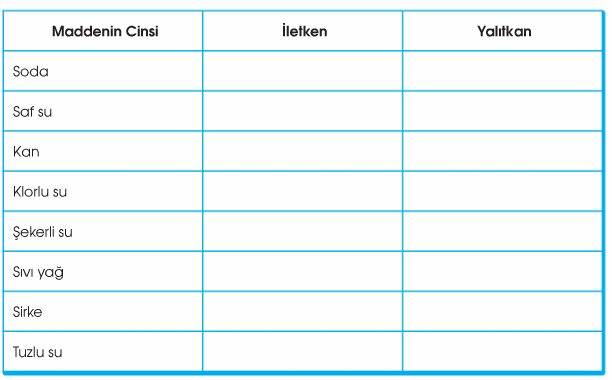 Maddenin Cinsi İletken Yalıtkan
Soda
Saf su
Kan
Klorlu su
Şekerli su
Sıvı yağ
Sirke
Tuzlu su